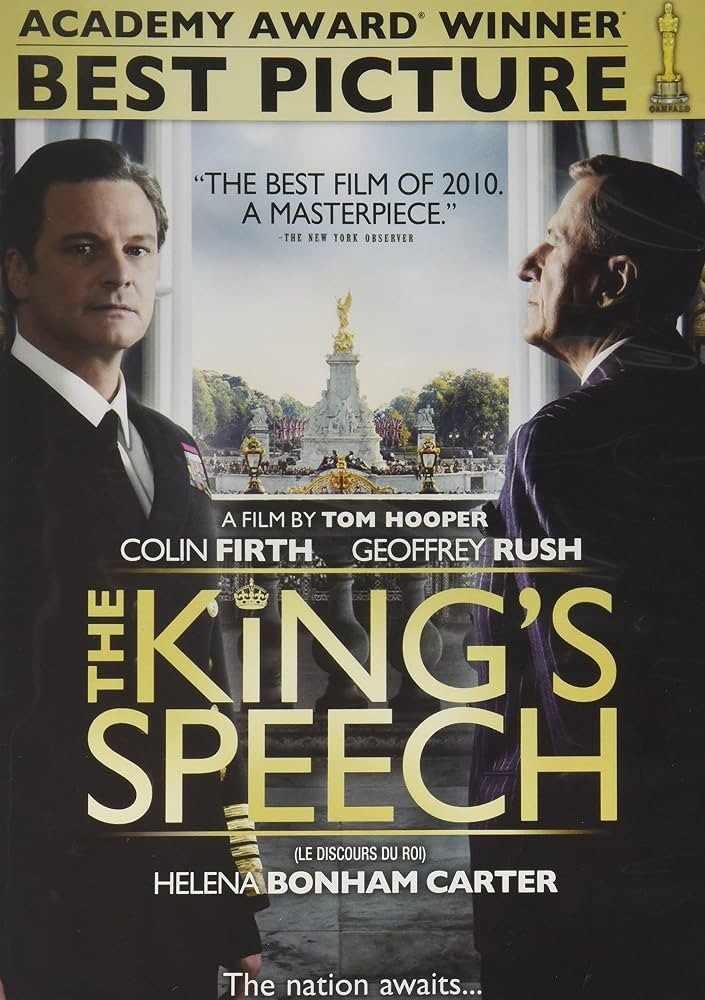 ACADEMY AWARD® WINNER®
BEST PICTURE
©A.M.P.A.S.®
“THE BEST FILM OF 2010.
A MASTERPIECE.”
-THE NEW YORK OBSERVER
A FILM BY TOM HOOPER
COLIN FIRTH GEOFFREY RUSH
THE KiNG'S
SPEECH
(LE DISCOURS DU ROI)
HELENA BONHAM CARTER
The nation awaits...